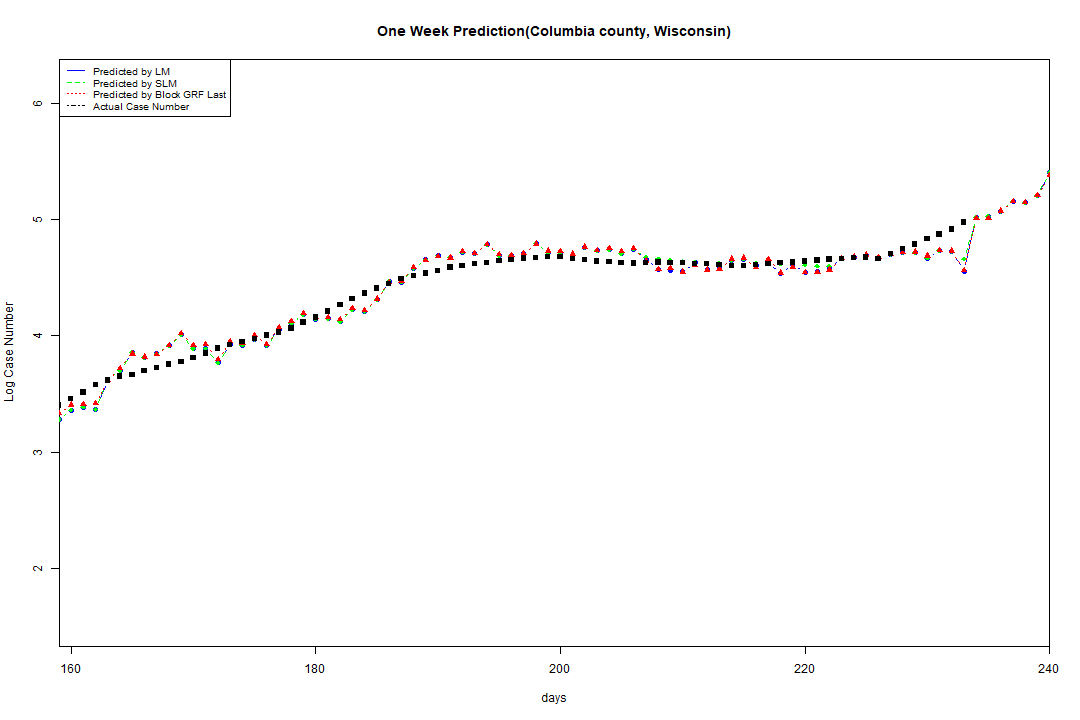 One Week Prediction(Columbia county, Wisconsin)
Predicted by LM
Predicted by SLM
Predicted by Block GRF Last
Actual Case Number
6
5
4
3
2
Log Case Number
160 180 200 220 240
days